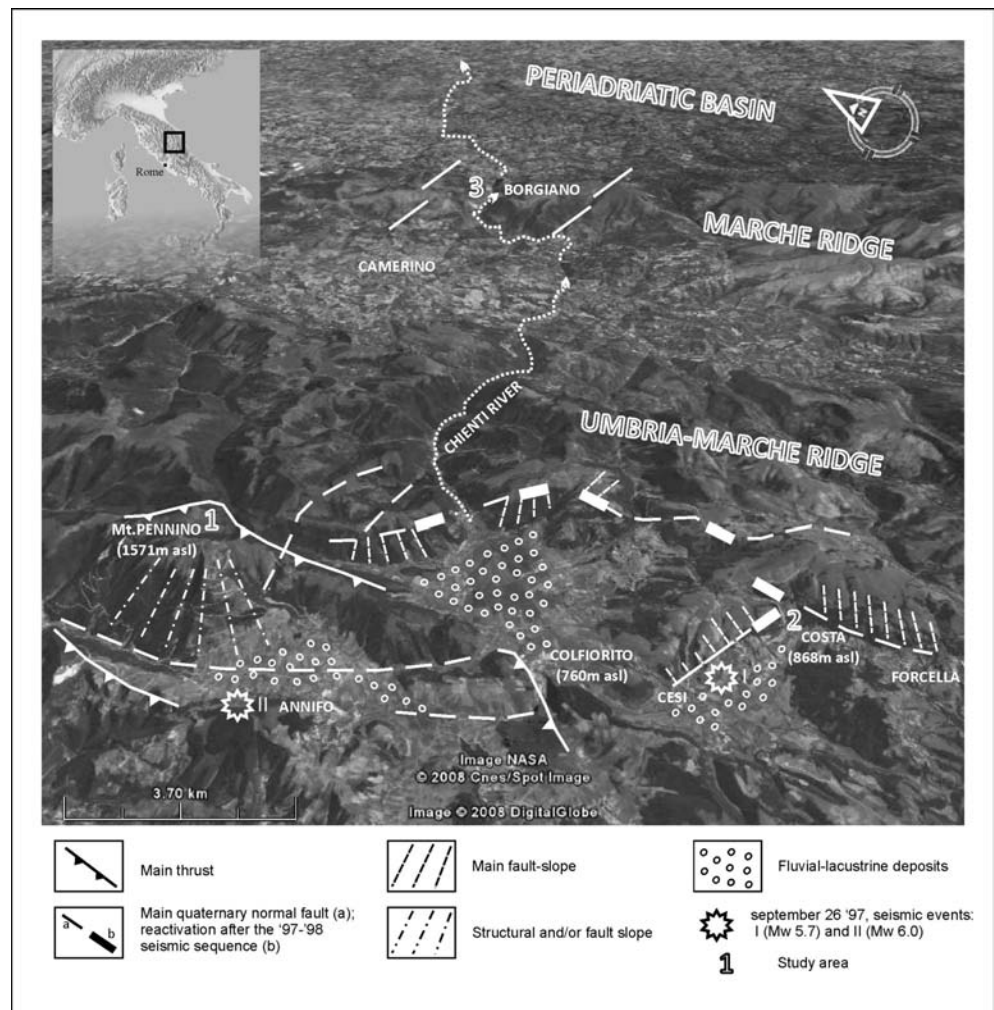 Rome
PERIADRIATIC BASIN
N
3
BORGIANO
MARCHE RIDGE
CAMERINO
CHIENTI RIVER
UMBRIA-MARCHE RIDGE
Mt.PENNINO
(1571m asl)
1
2
COSTA
(868m asl)
COLFIORITO
(760m asl)
FORCELLA
CESI
I
II
ANNIFO
Image NASA
© 2008 Cnes/Spot Image
3.70 km
Image © 2008 DigitalGlobe
Main thrust
Main fault-slope
Fluvial-lacustrine deposits
a
b
Main quaternary normal fault (a);
reactivation after the '97-'98
seismic sequence (b)
Structural and/or fault slope
september 26 '97, seismic events:
I (Mw 5.7) and II (Mw 6.0)
1
Study area